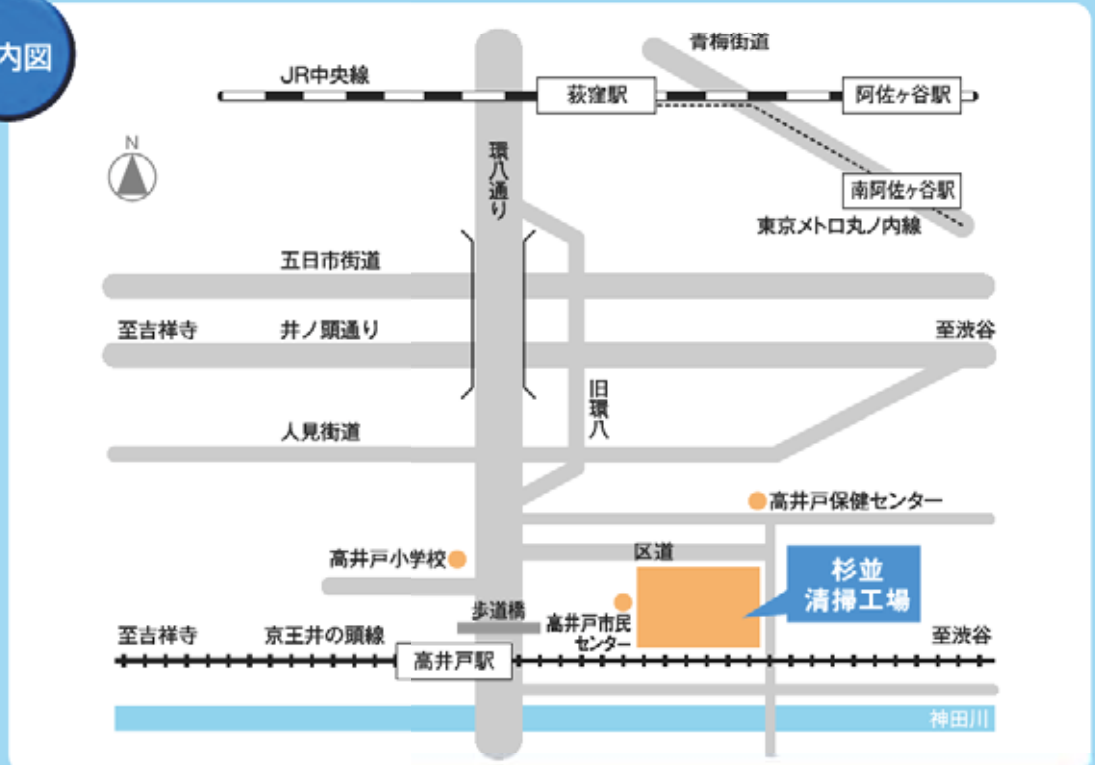 内図
青梅街道
JR中央線
荻窪駅
阿佐ヶ谷駅
N
環八通り
南阿佐ヶ谷駅
東京メトロ丸ノ内線
五日市街道
至吉祥寺
井ノ頭通り
至渋谷
旧環八
人見街道
高井戸保健センター
区道
高井戸小学校
杉並
清掃工場
歩道橋
高井戸市民
センター
至吉祥寺
京王井の頭線
高井戸駅
至渋谷
神田川